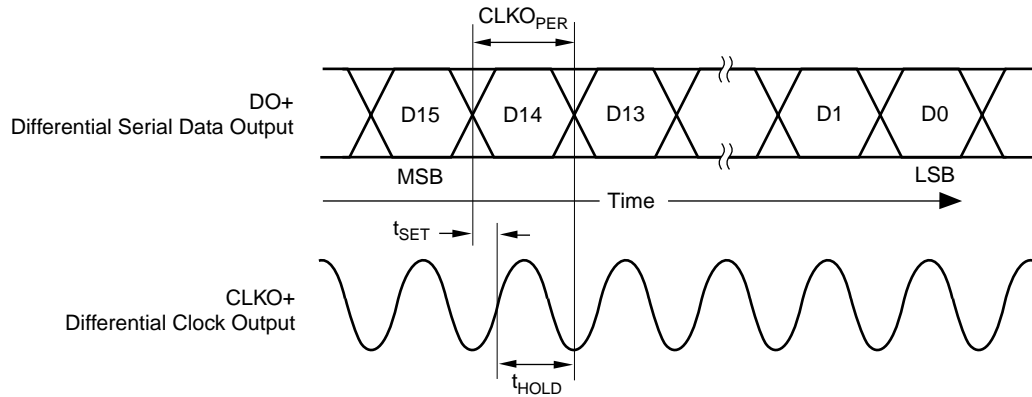 CLKOPER
DO+
Differential Serial Data Output
D15 D14 D13 D1 D0
MSB LSB
Time
tSET
CLKO+
Differential Clock Output
tHOLD